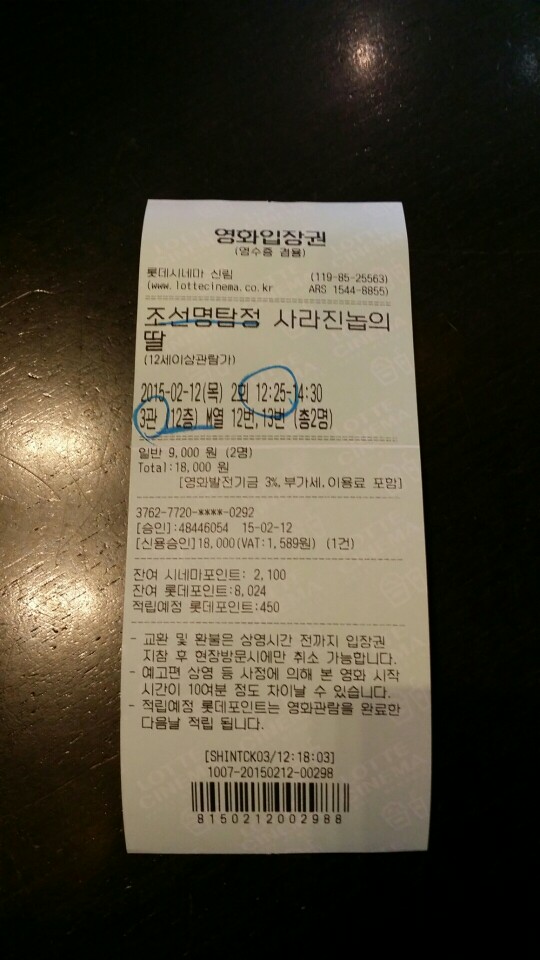 영화입장권
(영수증 겸용)
롯데시네마 신림 (119-85-25563)
(www.lottecinema.co.kr ARS 1544-8855)
조선명탐정 사라진놉의
딸
(12세이상관람가)
2015-02-12(목) 2회 12:25-14:30
3관 12층 M열 12번,13번 (총2명)
일반 9,000 원 (2명)
Total:18,000 원
[영화발전기금 3%,부가세,이용료 포함]
3762-7720-****-0292
[승인]:48446054 15-02-12
[신용승인]18,000(VAT:1,589원) (1건)
잔여 시네마포인트: 2,100
잔여 롯데포인트:8,024
적립예정 롯데포인트:450
- 교환 및 환불은 상영시간 전까지 입장권
지참 후 현장방문시에만 취소 가능합니다.
- 예고편 상영 등 사정에 의해 본 영화 시작
시간이 10여분 정도 차이날 수 있습니다.
- 적립예정 롯데포인트는 영화관람을 완료한
다음날 적립 됩니다.
[SHINTCK03/12:18:03]
1007-20150212-00298
8150212002988